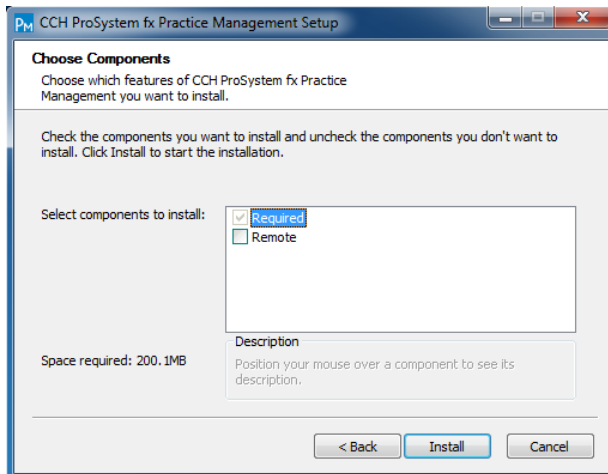 PM CCH ProSystem fx Practice Management Setup
Choose Components
Choose which features of CCH ProSystem fx Practice
Management you want to install.
Check the components you want to install and uncheck the components you don't want to
install. Click Install to start the installation.
Select components to install:
Required
Remote
Space required: 200.1MB
Description
Position your mouse over a component to see its
description.
< Back
Install
Cancel